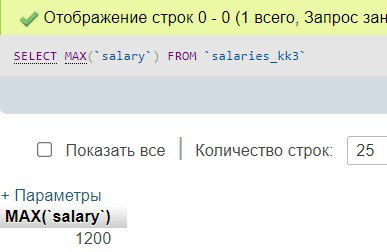 Отображение строк 0 - 0 (1 всего, Запрос зан
SELECT MAX(`salary`) FROM `salaries_kk3`
Показать все | Количество строк: 25
+ Параметры
MAX(`salary`)
1200